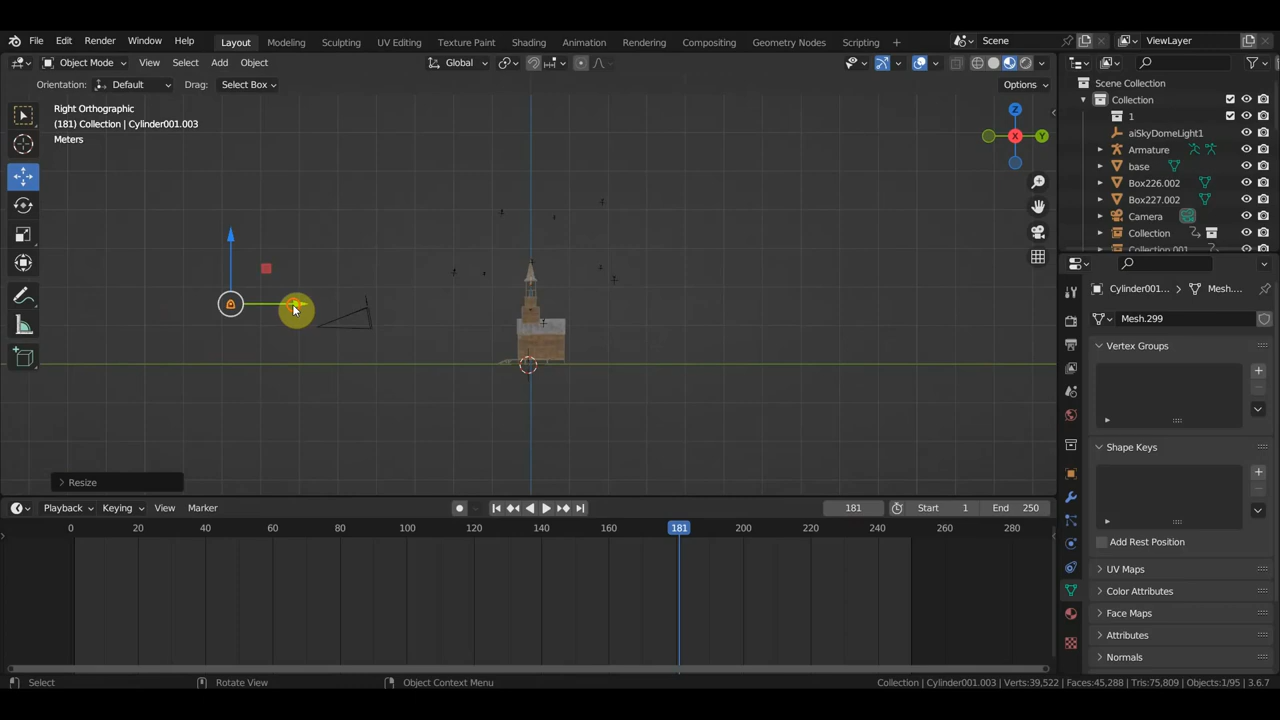 File Edit Render Window Help Layout Modeling Sculpting UV Editing Texture Paint Shading Animation Rendering Compositing Geometry Nodes Scripting + Scene ViewLayer
Object Mode View Select Add Object Global
Orientation: Default Drag: Select Box Options
Right Orthographic
(181) Collection | Cylinder001.003
Meters
Z
X
Y
Scene Collection
Collection
1
aiSkyDomeLight1
Armature
base
Box226.002
Box227.002
Camera
Collection
Collection.001
Cylinder001... Mesh....
Mesh.299
Vertex Groups
Shape Keys
Add Rest Position
UV Maps
Color Attributes
Face Maps
Attributes
Normals
Resize
Playback Keying View Marker 181 Start 1 End 250
0 20 40 60 80 100 120 140 160 181 200 220 240 260 280
Select Rotate View Object Context Menu Collection | Cylinder001.003 | Verts:39,522 | Faces:45,288 | Tris:75,809 | Objects:1/95 | 3.6.7